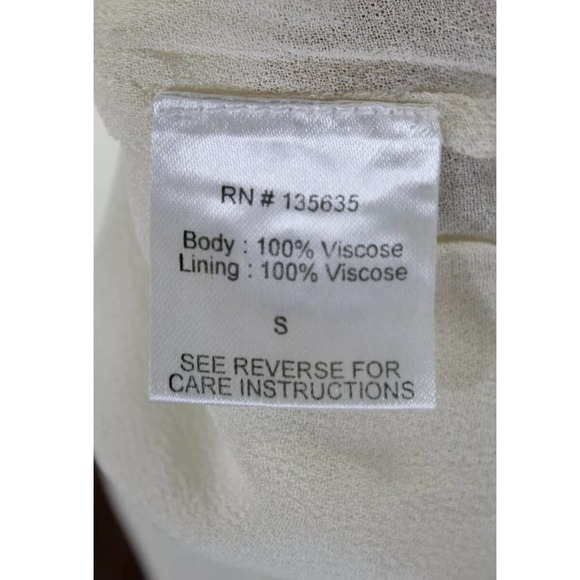 RN # 135635
Body : 100% Viscose
Lining : 100% Viscose
S
SEE REVERSE FOR
CARE INSTRUCTIONS